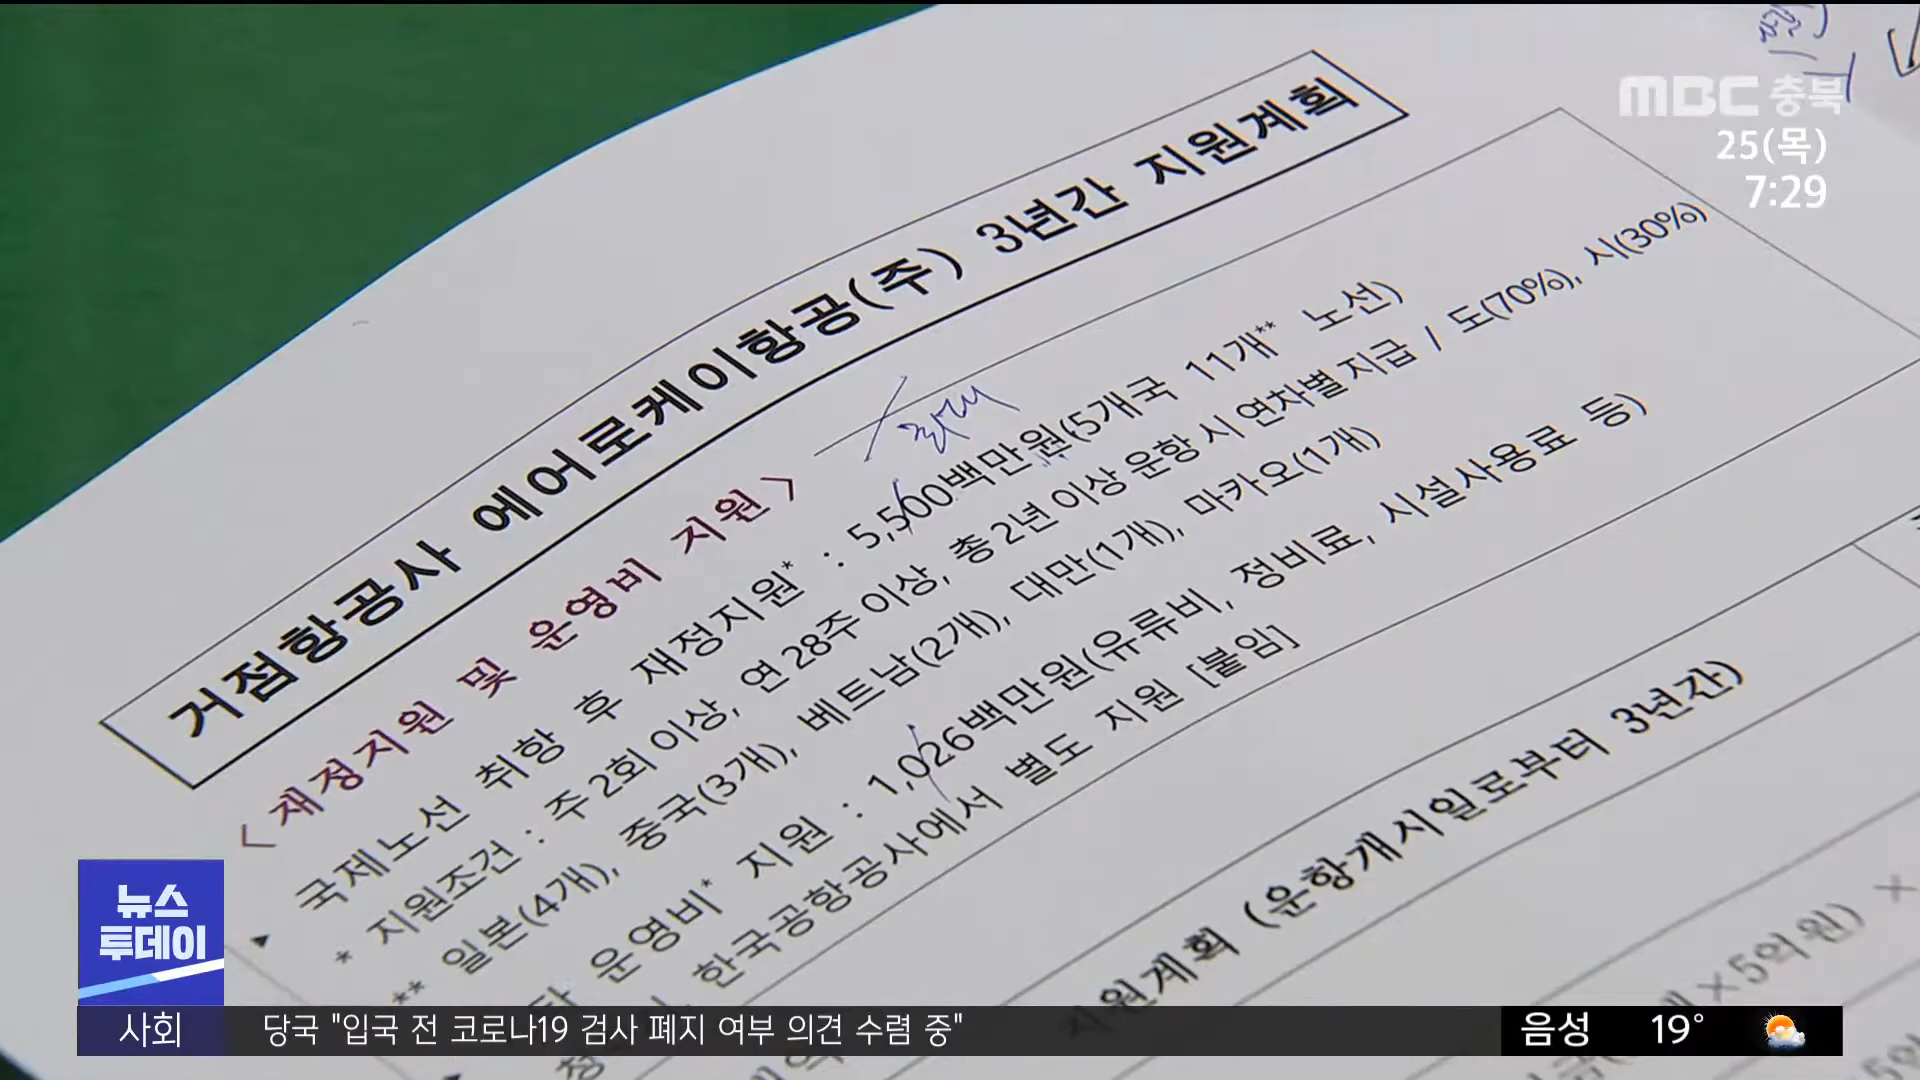 MBC 충북
25(목)
7:29
거점항공사 에어로케이항공(주) 3년간 지원계획
<재정지원 및 운영비 지원>
▸ 국제노선 취항 후 재정지원* : 5,500백만원(5개국 11개** 노선)
* 지원조건 : 주 2회 이상, 연 28주 이상, 총 2년 이상 운항 시 연차별 지급 / 도(70%), 시(30%)
** 일본(4개), 중국(3개), 베트남(2개), 대만(1개), 마카오(1개)
운영비* 지원 : 1,026백만원(유류비, 정비료, 시설사용료 등)
한국공항공사에서 별도 지원 [붙임]
지원계획 (운항개시일로부터 3년간)
×5억원) ×
뉴스
투데이
사회
당국 "입국 전 코로나19 검사 폐지 여부 의견 수렴 중"
음성 19°